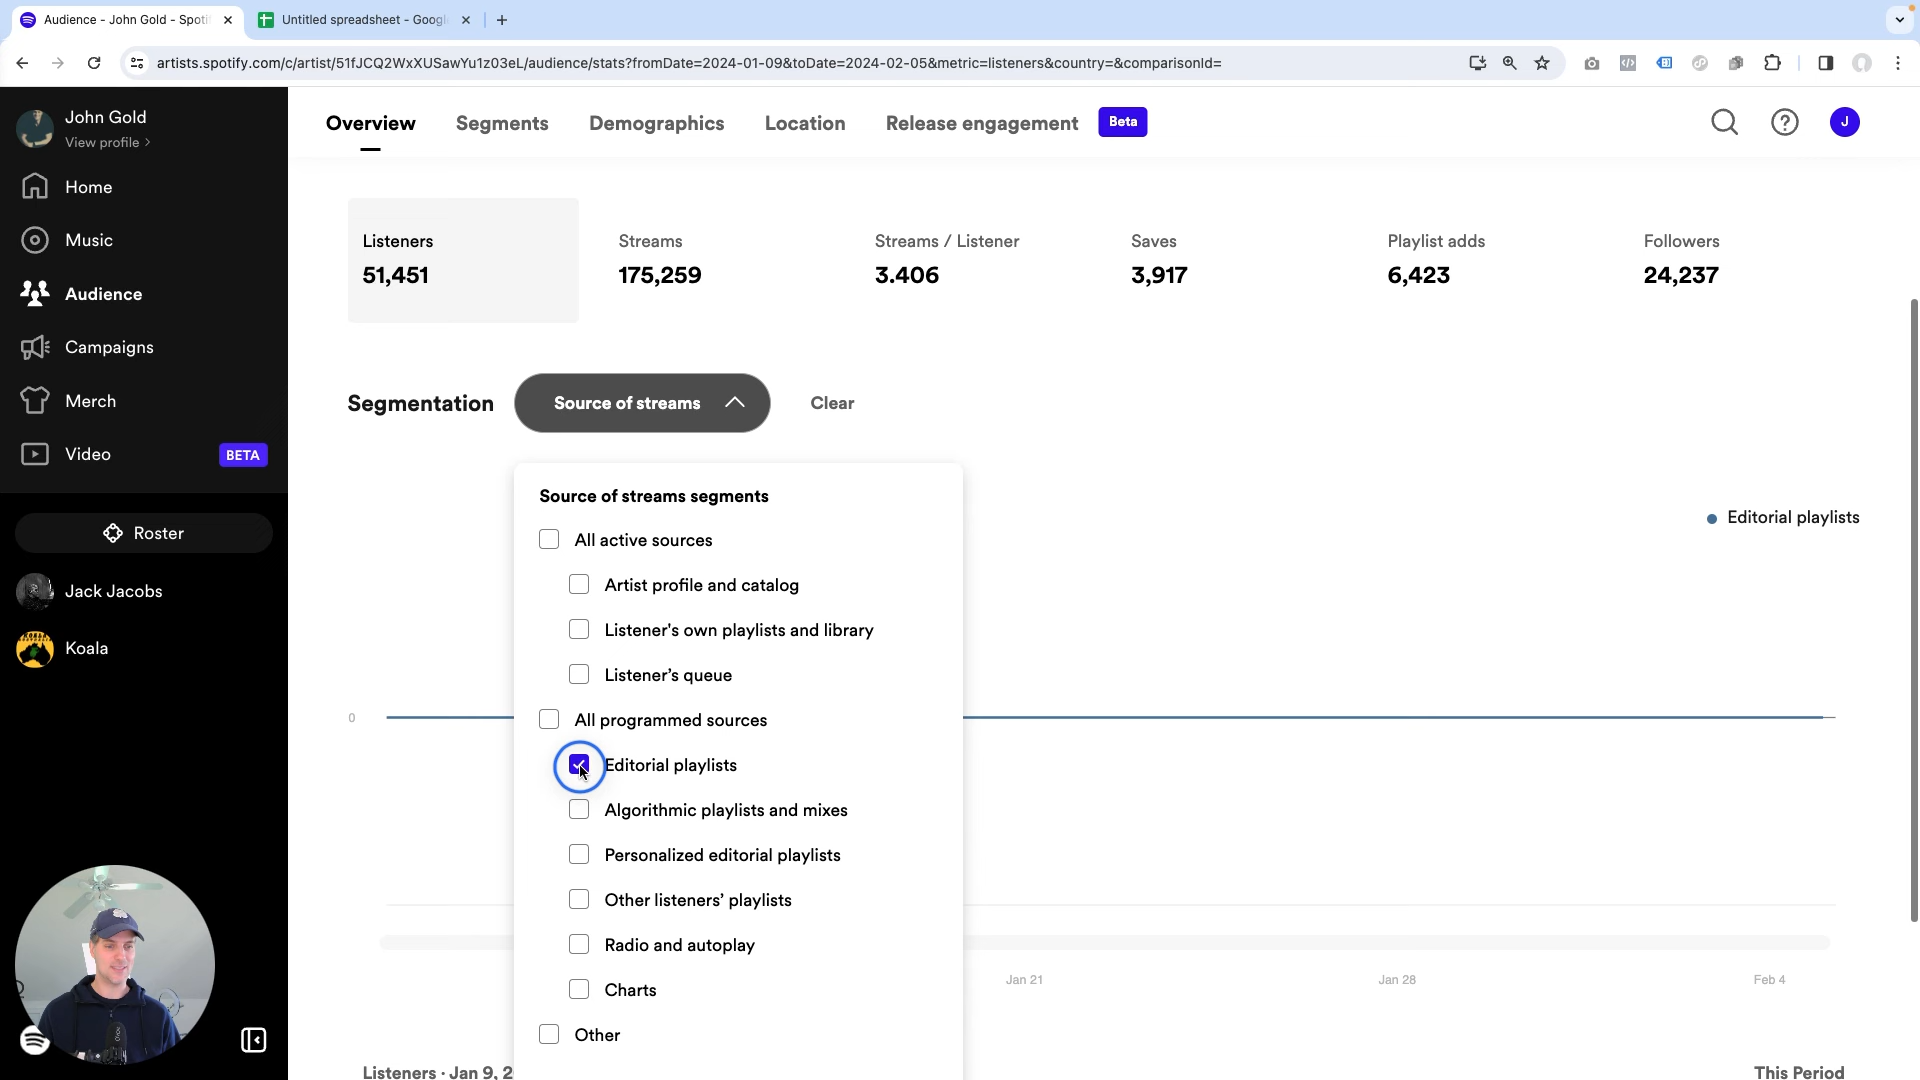 Audience - John Gold - Spoti
Untitled spreadsheet - Googl
artists.spotify.com/c/artist/51fJCQ2WxXUSawYu1z03eL/audience/stats?fromDate=2024-01-09&toDate=2024-02-05&metric=listeners&country=&comparisonId=
John Gold
View profile
Home
Music
Audience
Campaigns
Merch
Video BETA
Roster
Jack Jacobs
Koala
Overview Segments Demographics Location Release engagement Beta
J
Listeners Streams Streams / Listener Saves Playlist adds Followers
51,451 175,259 3.406 3,917 6,423 24,237
Segmentation Source of streams Clear
Source of streams segments
All active sources
Artist profile and catalog
Listener's own playlists and library
Listener’s queue
All programmed sources
Editorial playlists
Algorithmic playlists and mixes
Personalized editorial playlists
Other listeners’ playlists
Radio and autoplay
Charts
Other
Editorial playlists
0
Jan 21 Jan 28 Feb 4
Listeners · Jan 9, 2
This Period